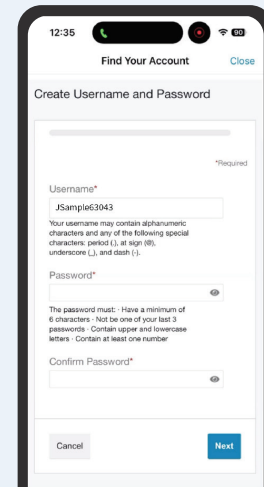 12:35
90
Find Your Account
Close
Create Username and Password
*Required
Username*
JSample63043
Your username may contain alphanumeric
characters and any of the following special
characters: period (.), at sign (@),
underscore (_), and dash (-).
Password*
The password must: · Have a minimum of
6 characters · Not be one of your last 3
passwords · Contain upper and lowercase
letters · Contain at least one number
Confirm Password*
Cancel
Next